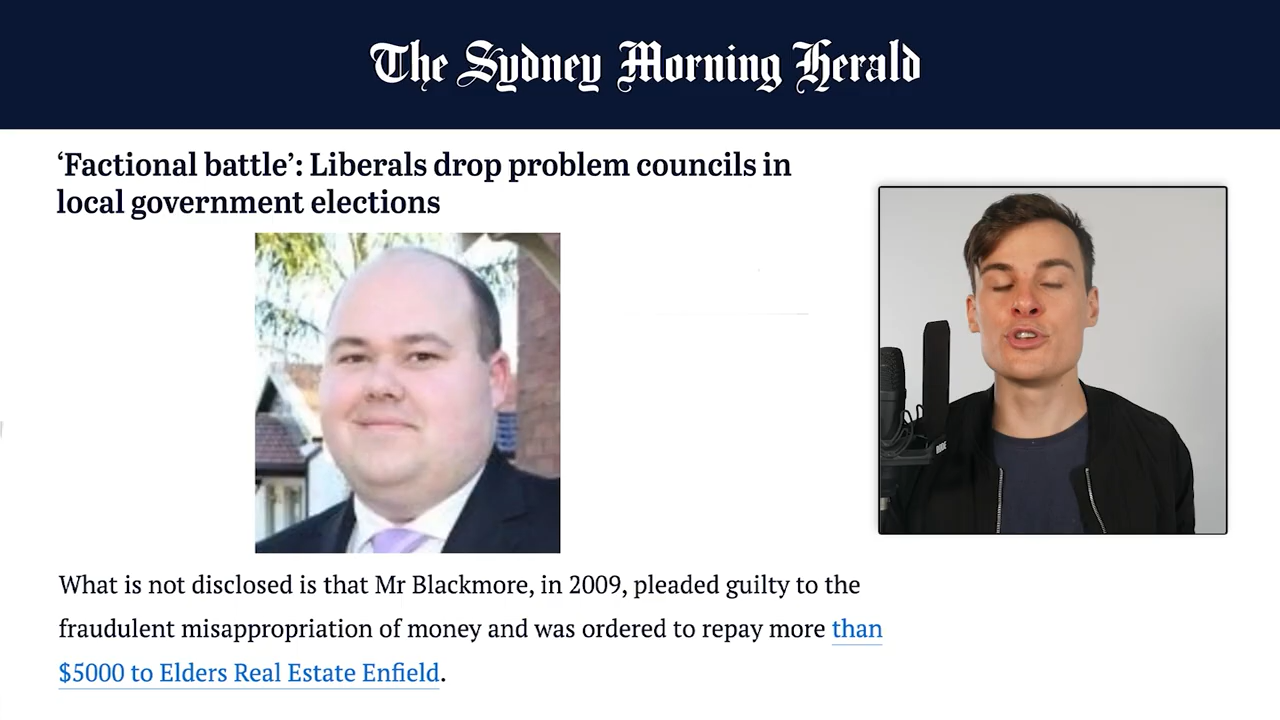 The Sydney Morning Herald
‘Factional battle’: Liberals drop problem councils in
local government elections
RODE
What is not disclosed is that Mr Blackmore, in 2009, pleaded guilty to the
fraudulent misappropriation of money and was ordered to repay more than
$5000 to Elders Real Estate Enfield.